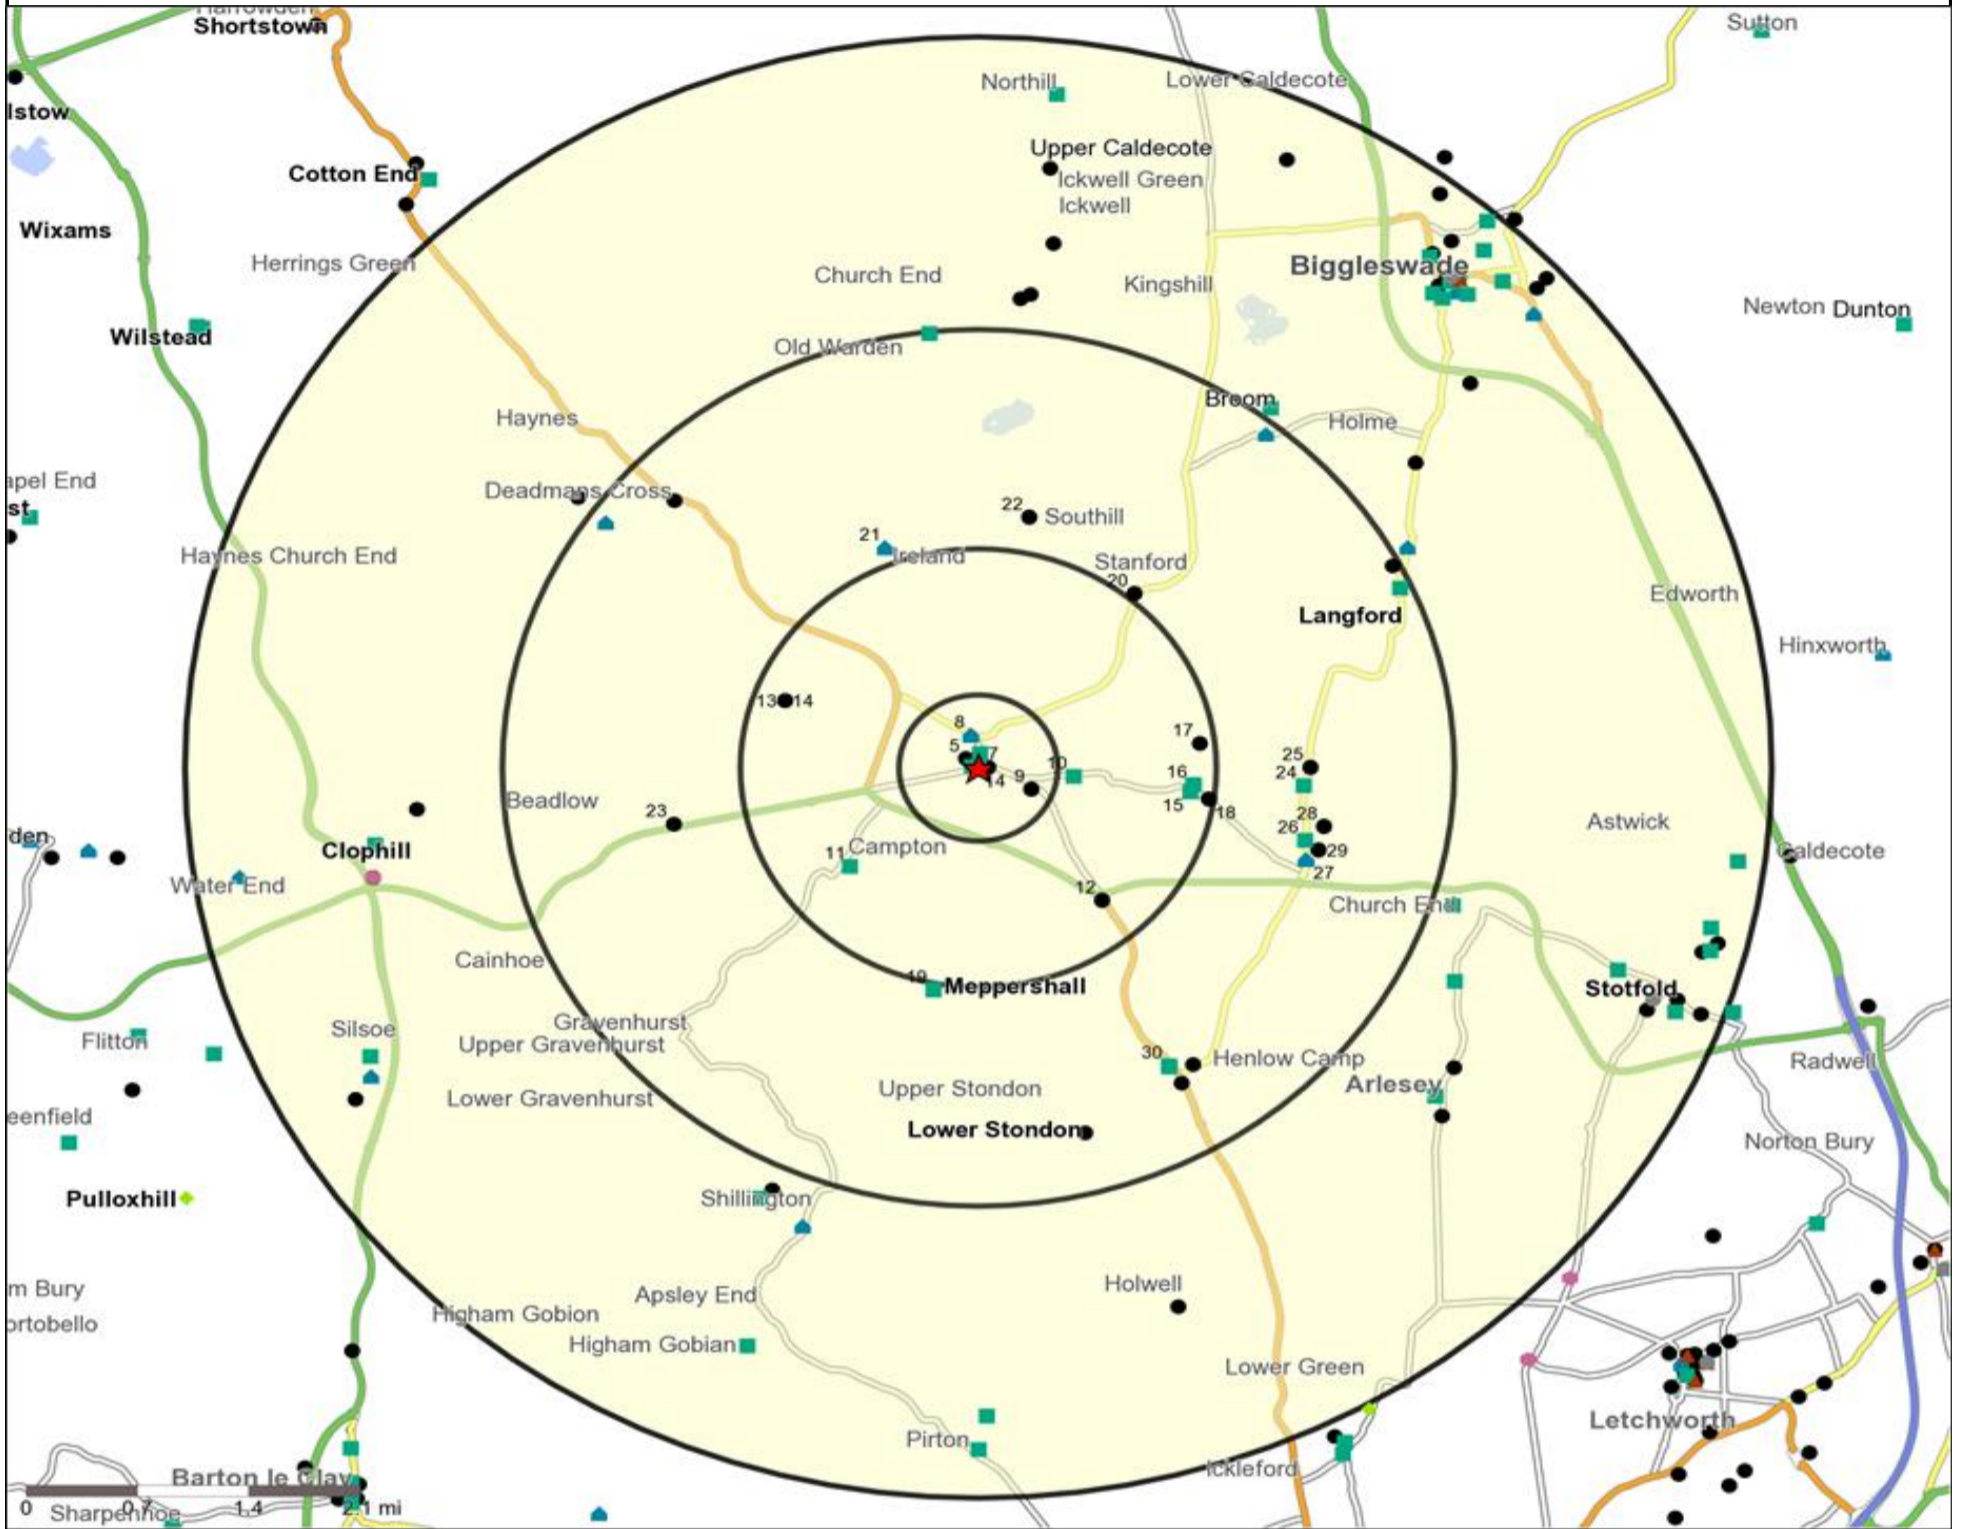 Shortstown
Sutton
Northill
Lower Caldecote
lstow
Upper Caldecote
Cotton End
Ickwell Green
Ickwell
Wixams
Herrings Green
Church End
Kingshill
Biggleswade
Newton
Dunton
Wilstead
Old Warden
Broom
Holme
Haynes
apel End
Deadmans Cross
st
22
Southill
21
Ireland
Haynes Church End
Stanford
20
Edworth
Langford
Hinxworth
13
14
8
17
5
7
25
10
16
24
9
14
Beadlow
23
15
18
28
Astwick
26
den
Campton
Clophill
11
29
Caldecote
27
Water End
12
Church End
Cainhoe
19
Meppershall
Stotfold
Gravenhurst
Silsoe
Flitton
Upper Gravenhurst
30
Henlow Camp
Radwell
Arlesey
Upper Stondon
Lower Gravenhurst
eenfield
Lower Stondon
Norton Bury
Pulloxhill
Shillington
Holwell
m Bury
Apsley End
Higham Gobion
ortobello
Higham Gobian
Lower Green
Letchworth
Pirton
Ickleford
Barton le Clay
0
0.7
1.4
2.1 mi
Sharpenhoe